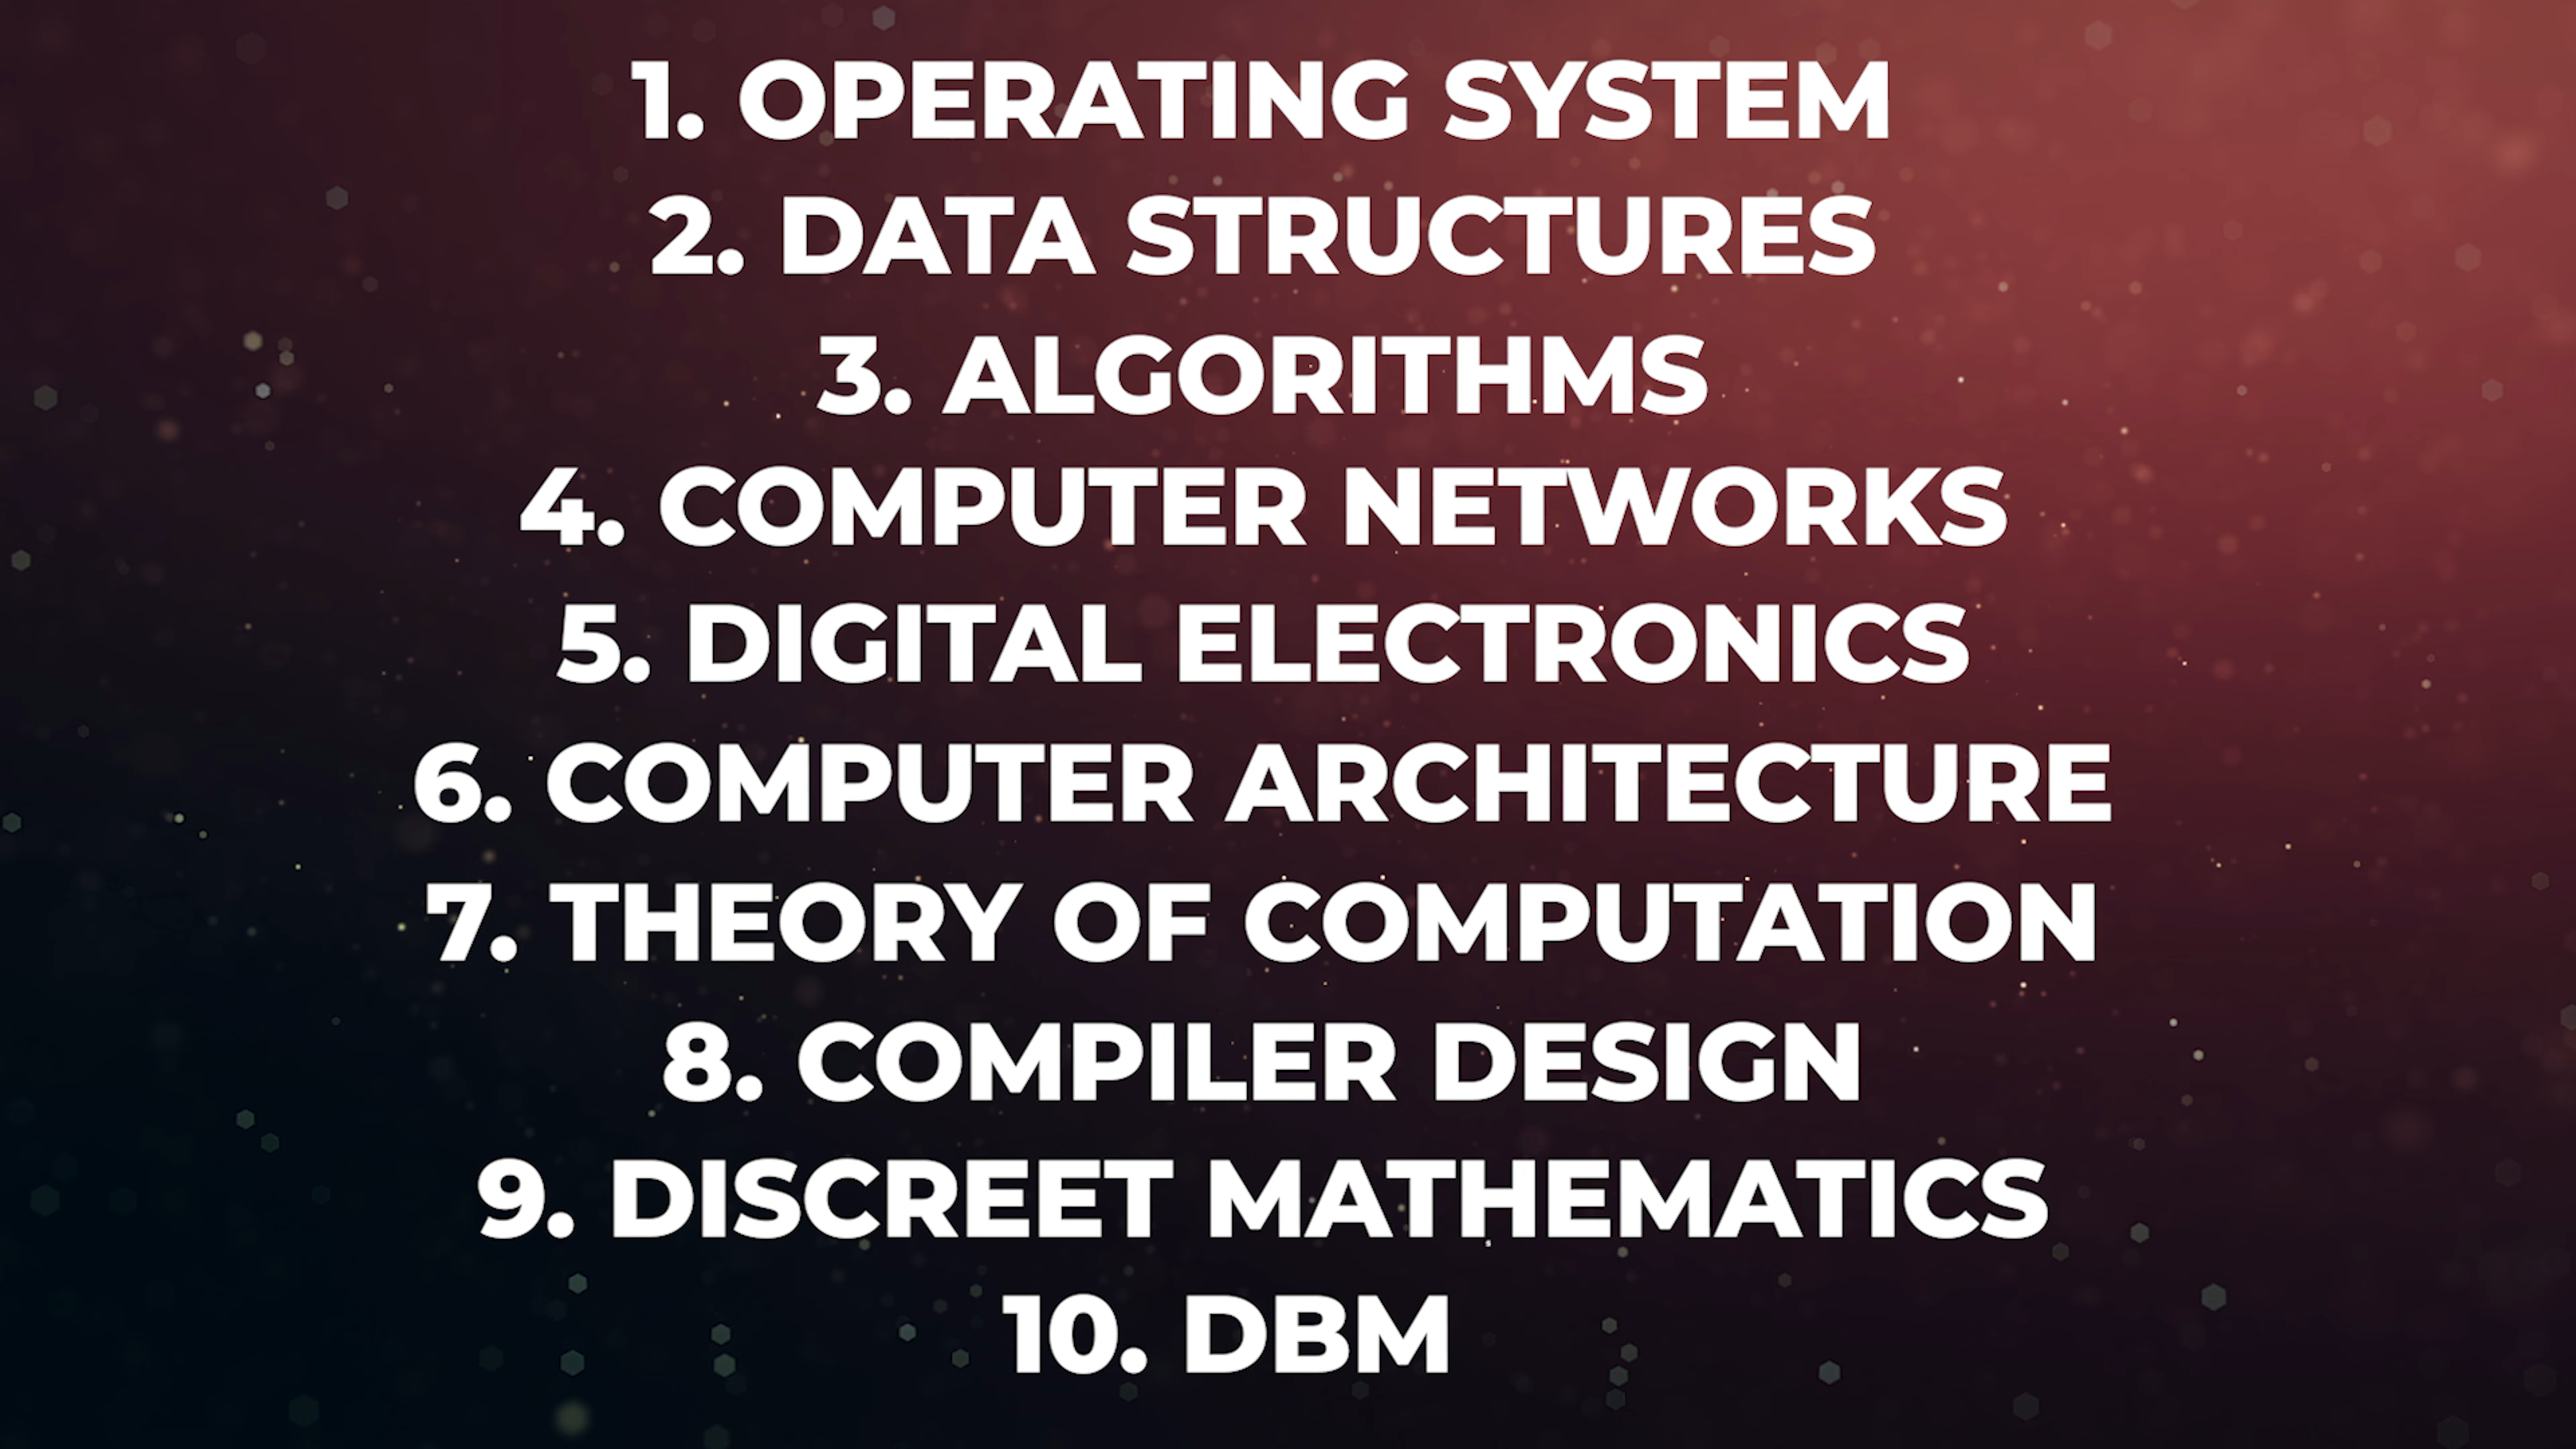 1. OPERATING SYSTEM
2. DATA STRUCTURES
3. ALGORITHMS
4. COMPUTER NETWORKS
5. DIGITAL ELECTRONICS
6. COMPUTER ARCHITECTURE
7. THEORY OF COMPUTATION
8. COMPILER DESIGN
9. DISCREET MATHEMATICS
10. DBM